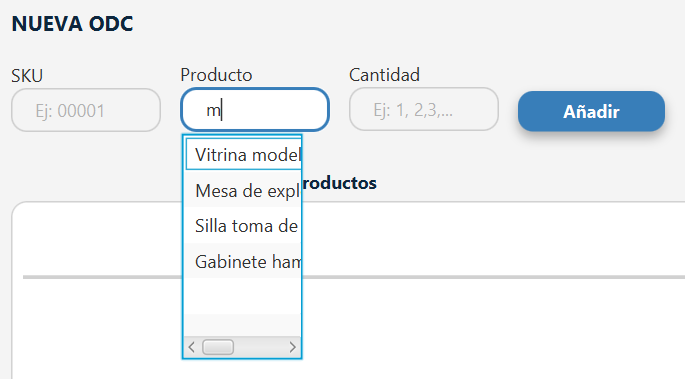 NUEVA ODC
SKU
Producto
Cantidad
Ej: 00001
m
Ej: 1, 2,3,...
Añadir
Vitrina model
Mesa de expl
Silla toma de
Gabinete ham
roductos